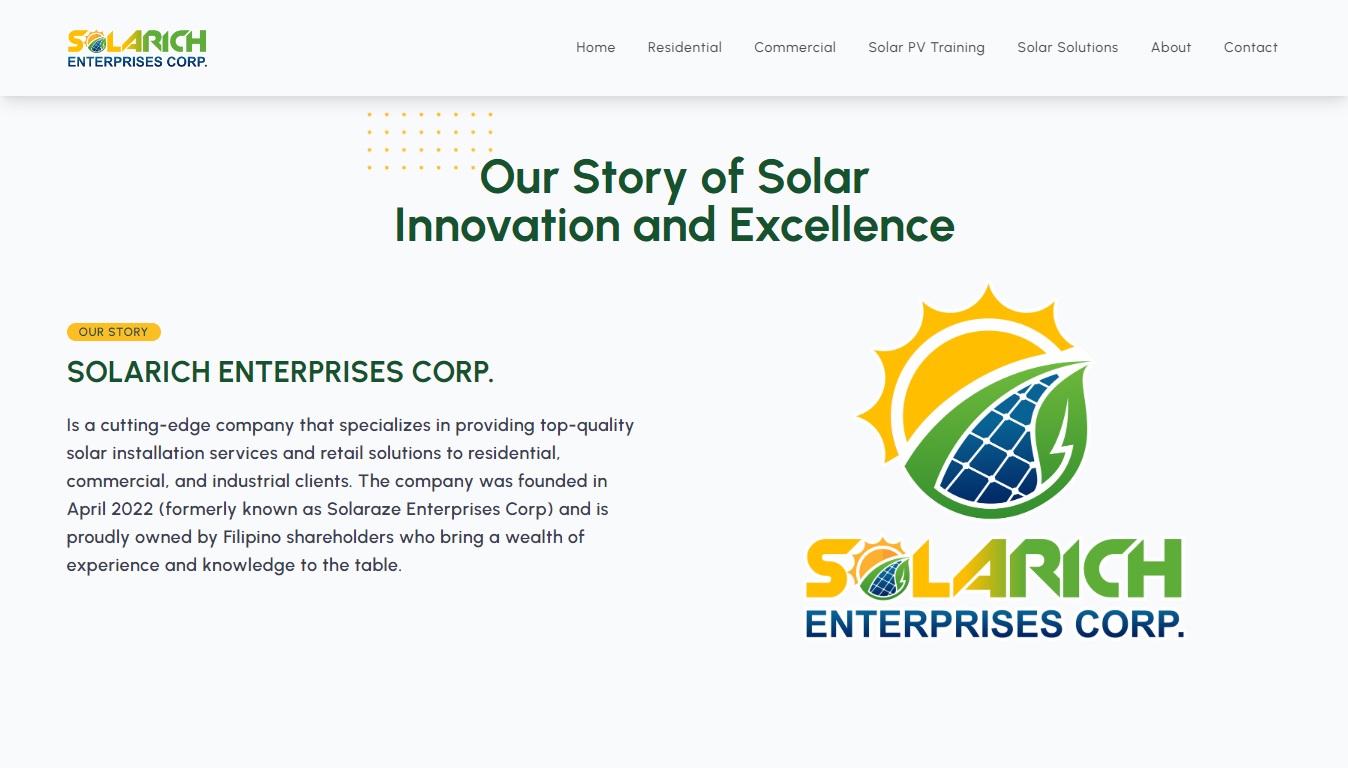 SOLARICH
ENTERPRISES CORP.
Home Residential Commercial Solar PV Training Solar Solutions About Contact
Our Story of Solar
Innovation and Excellence
OUR STORY
SOLARICH ENTERPRISES CORP.
Is a cutting-edge company that specializes in providing top-quality
solar installation services and retail solutions to residential,
commercial, and industrial clients. The company was founded in
April 2022 (formerly known as Solaraze Enterprises Corp) and is
proudly owned by Filipino shareholders who bring a wealth of
experience and knowledge to the table.
SOLARICH
ENTERPRISES CORP.